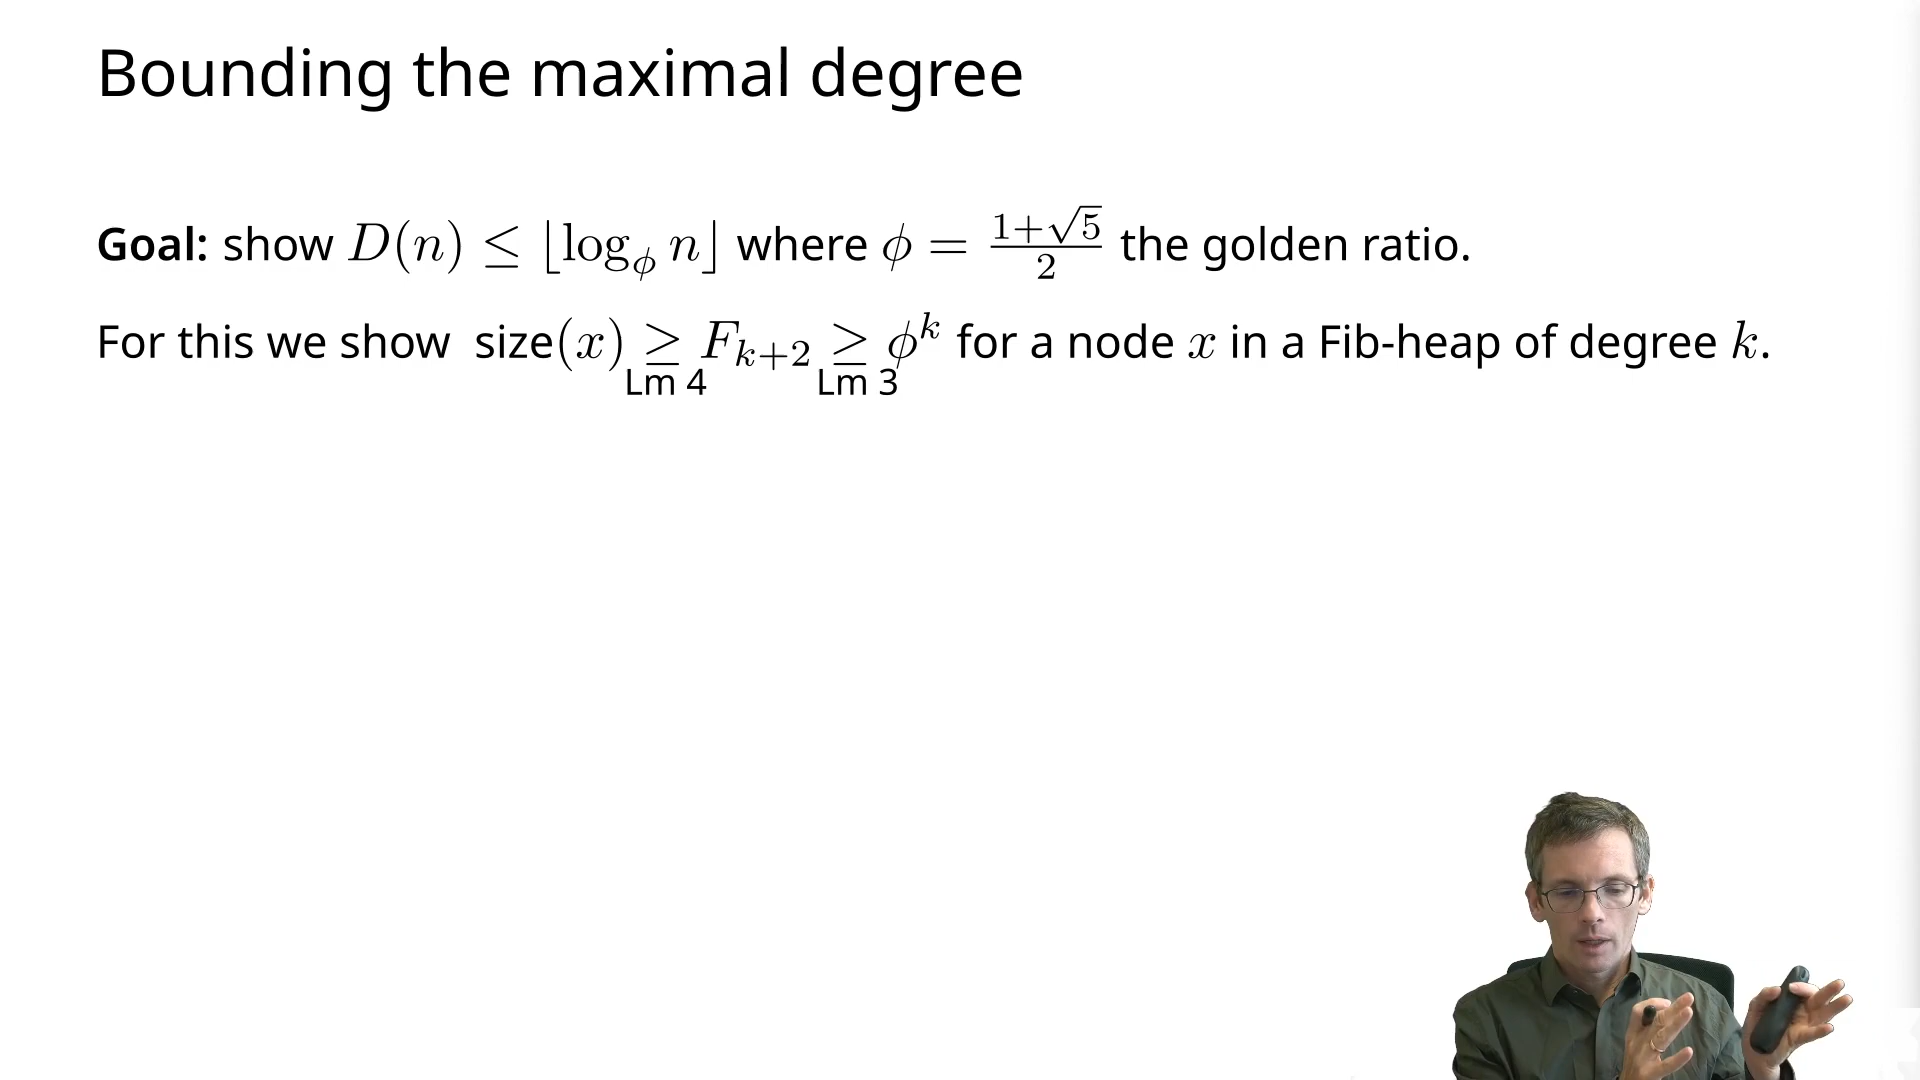 Bounding the maximal degree
Goal: show D(n) ≤ ⌊log_ϕ n⌋ where ϕ = (1+√5)/2 the golden ratio.
For this we show size(x) ≥ F_{k+2} ≥ ϕ^k for a node x in a Fib-heap of degree k.
Lm 4 Lm 3